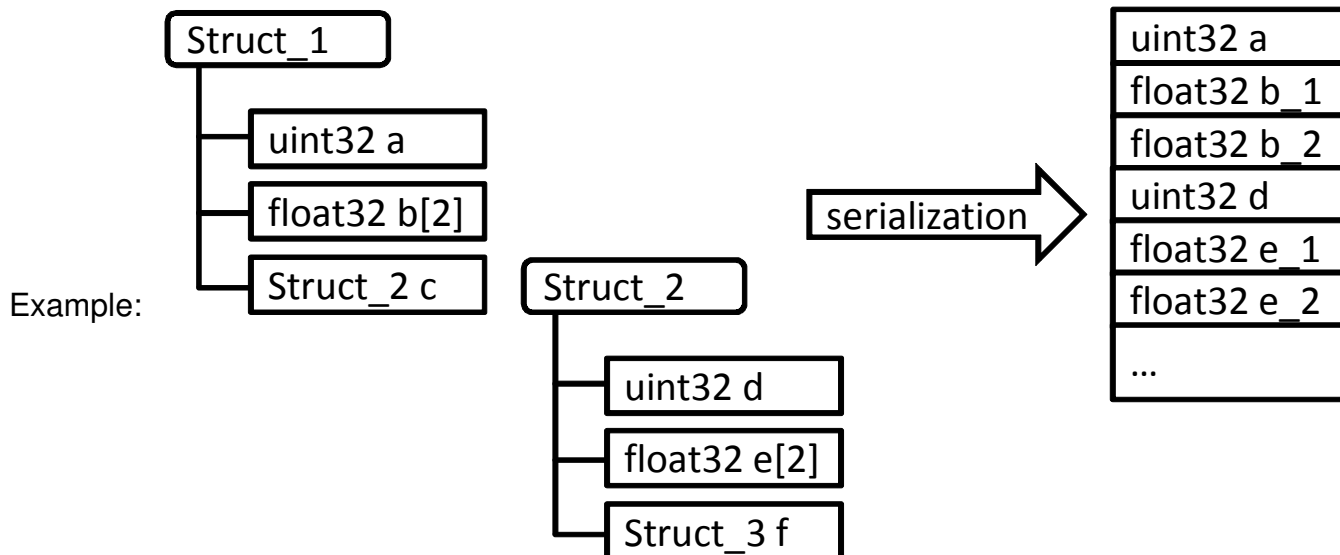 Struct_1
uint32 a
float32 b[2]
Struct_2 c
Example:
Struct_2
uint32 d
float32 e[2]
Struct_3 f
serialization
uint32 a
float32 b_1
float32 b_2
uint32 d
float32 e_1
float32 e_2
...